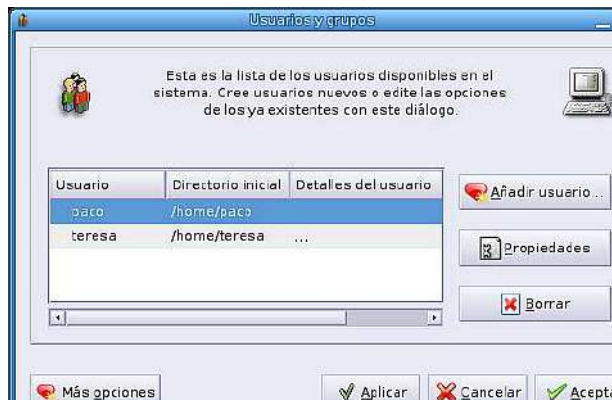 Usuarios y grupos
Esta es la lista de los usuarios disponibles en el
sistema. Cree usuarios nuevos o edite las opciones
de los ya existentes con este diálogo.
Usuario Directorio inicial Detalles del usuario
paco /home/paco
teresa /home/teresa ...
Añadir usuario...
Propiedades
Borrar
Más opciones Aplicar Cancelar Acept